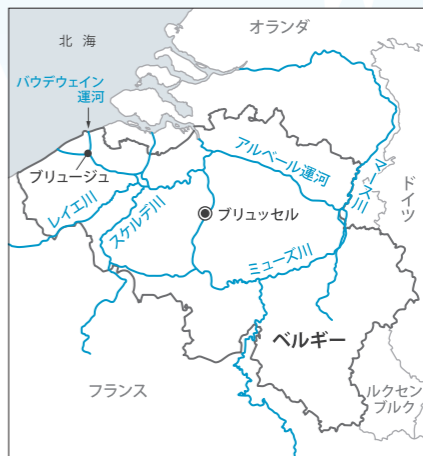 オランダ
北 海
バウデウェイン
運河
アルベール運河
マース川
ドイツ
ブリュージュ
レイエ川
スケルデ川
ブリュッセル
ミューズ川
ベルギー
フランス
ルクセン
ブルク